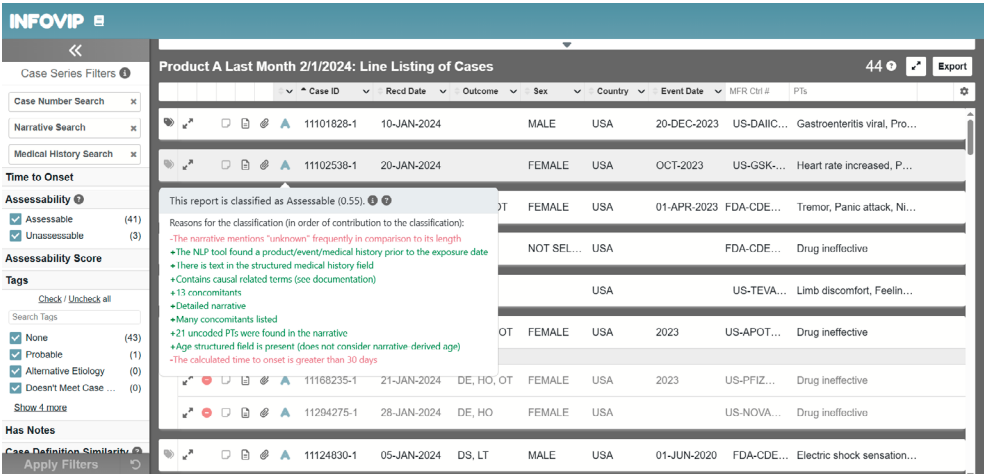 INFOVIP
Case Series Filters
Case Number Search ×
Narrative Search ×
Medical History Search ×
Time to Onset
Assessability
Assessable (41)
Unassessable (3)
Assessability Score
Tags
Check / Uncheck all
Search Tags
None (43)
Probable (1)
Alternative Etiology (0)
Doesn't Meet Case ... (0)
Show 4 more
Has Notes
Case Definition Similarity
Apply Filters
Product A Last Month 2/1/2024: Line Listing of Cases 44 Export
Case ID Recd Date Outcome Sex Country Event Date MFR Ctrl # PTs
A 11101828-1 10-JAN-2024 MALE USA 20-DEC-2023 US-DAIIC... Gastroenteritis viral, Pro...
A 11102538-1 20-JAN-2024 FEMALE USA OCT-2023 US-GSK-... Heart rate increased, P...
OT FEMALE USA 01-APR-2023 FDA-CDE... Tremor, Panic attack, Ni...
NOT SEL... USA FDA-CDE... Drug ineffective
USA US-TEVA... Limb discomfort, Feelin...
OT FEMALE USA 2023 US-APOT... Drug ineffective
This report is classified as Assessable (0.55).
Reasons for the classification (in order of contribution to the classification):
-The narrative mentions "unknown" frequently in comparison to its length
+The NLP tool found a product/event/medical history prior to the exposure date
+There is text in the structured medical history field
+Contains causal related terms (see documentation)
+13 concomitants
+Detailed narrative
+Many concomitants listed
+21 uncoded PTs were found in the narrative
+Age structured field is present (does not consider narrative-derived age)
-The calculated time to onset is greater than 30 days
A 11168235-1 21-JAN-2024 DE, HO, OT FEMALE USA 2023 US-PFIZ... Drug ineffective
A 11294275-1 28-JAN-2024 DE, HO FEMALE USA US-NOVA... Drug ineffective
A 11124830-1 05-JAN-2024 DS, LT MALE USA 01-JUN-2020 FDA-CDE... Electric shock sensation...